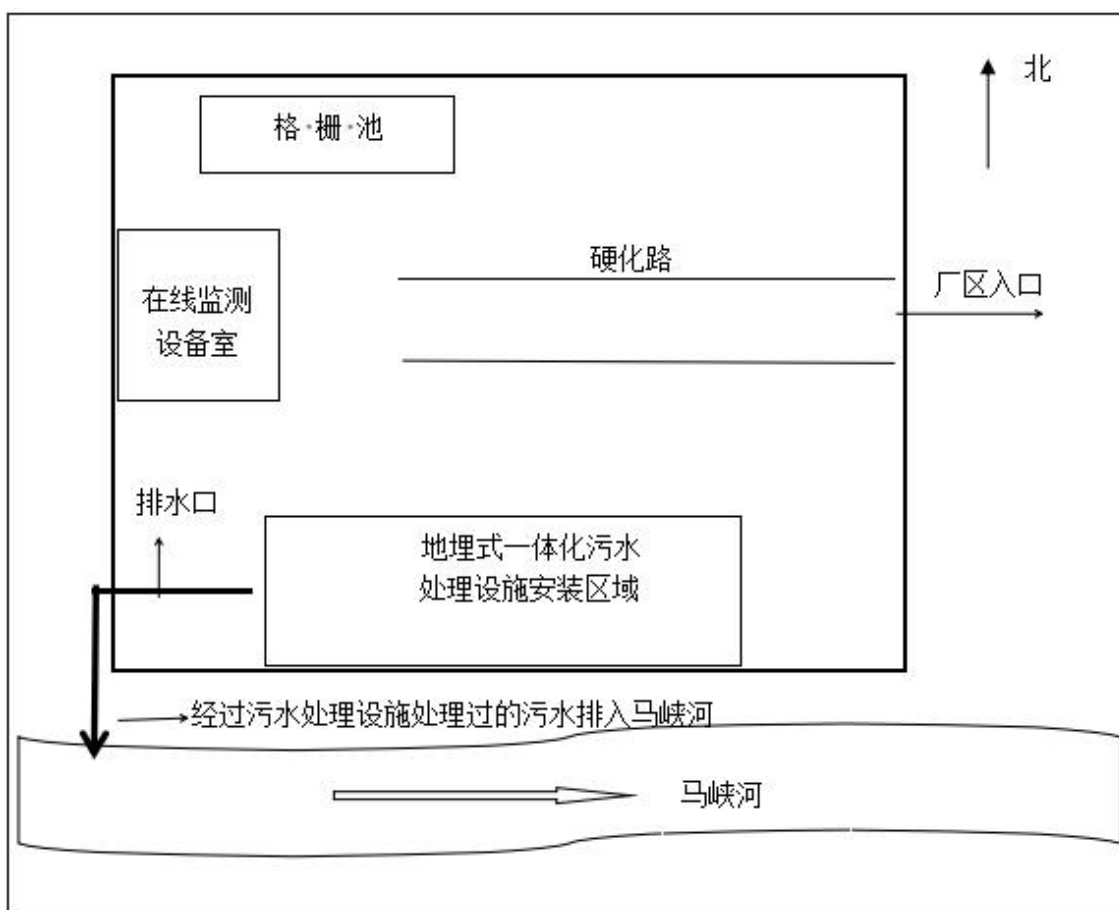 北
格·栅·池
硬化路
厂区入口
在线监测
设备室
排水口
地埋式一体化污水
处理设施安装区域
经过污水处理设施处理过的污水排入马峡河
马峡河